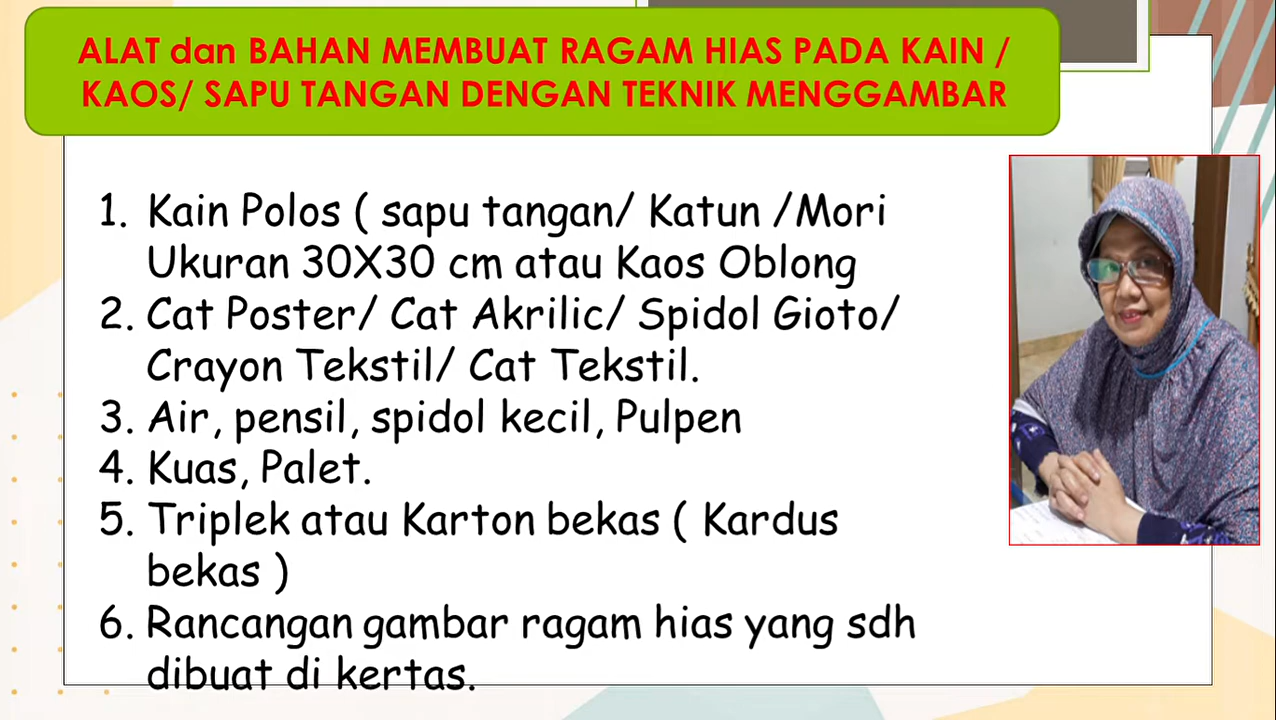 ALAT dan BAHAN MEMBUAT RAGAM HIAS PADA KAIN /
KAOS/ SAPU TANGAN DENGAN TEKNIK MENGGAMBAR
1. Kain Polos ( sapu tangan/ Katun /Mori
Ukuran 30X30 cm atau Kaos Oblong
2. Cat Poster/ Cat Akrilic/ Spidol Gioto/
Crayon Tekstil/ Cat Tekstil.
3. Air, pensil, spidol kecil, Pulpen
4. Kuas, Palet.
5. Triplek atau Karton bekas ( Kardus
bekas )
6. Rancangan gambar ragam hias yang sdh
dibuat di kertas.